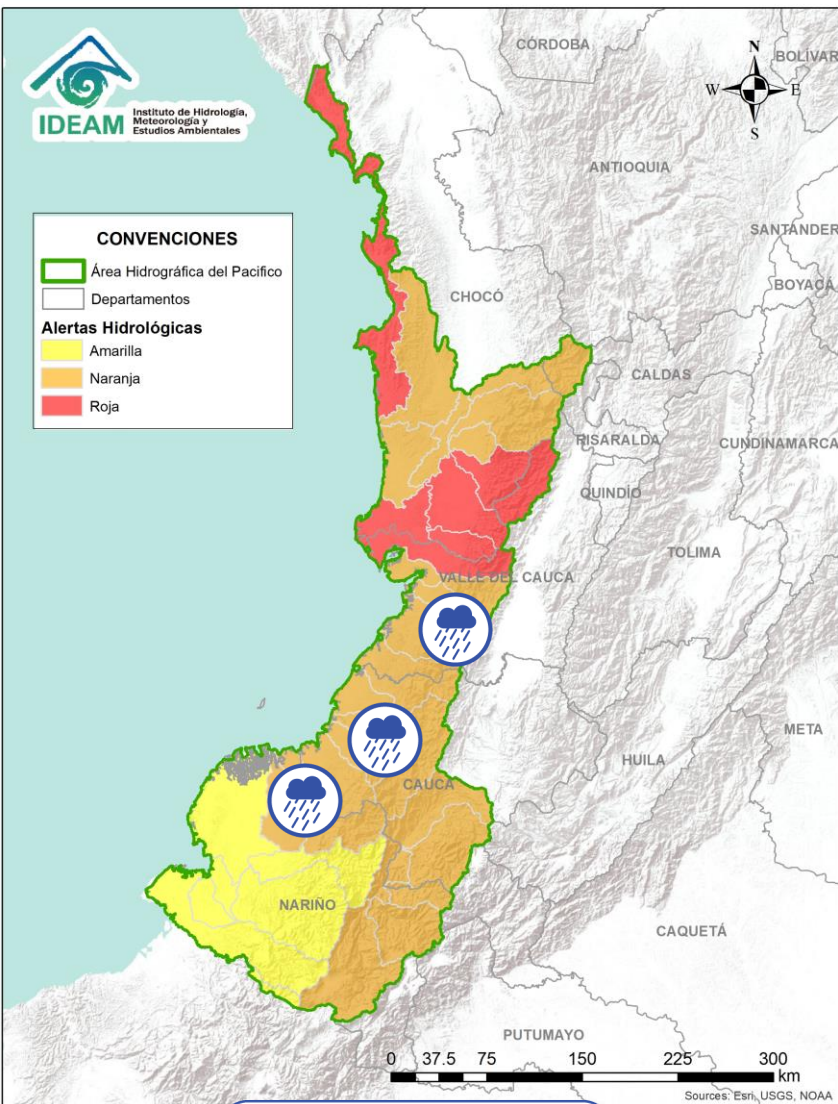 IDEAM
Instituto de Hidrología,
Meteorología y
Estudios Ambientales
CÓRDOBA
BOLÍVAR
N
W
E
S
ANTIOQUIA
SANTANDER
BOYACÁ
CONVENCIONES
Área Hidrográfica del Pacifico
Departamentos
Alertas Hidrológicas
Amarilla
Naranja
Roja
CHOCÓ
CALDAS
RISARALDA
CUNDINAMARCA
QUINDÍO
TOLIMA
VALLE DEL CAUCA
META
HUILA
CAUCA
NARIÑO
CAQUETÁ
PUTUMAYO
0 37.5 75 150 225 300
km
Sources: Esri, USGS, NOAA